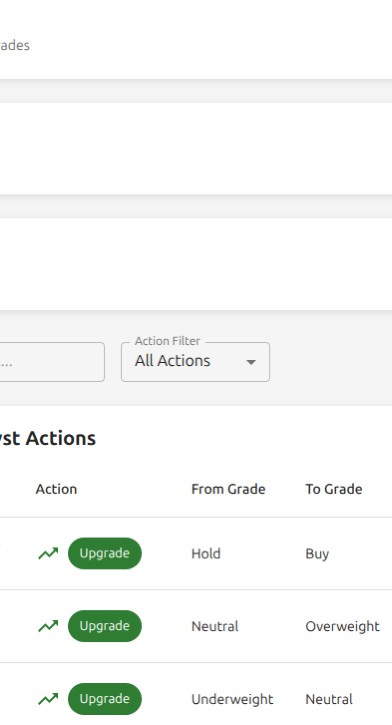 ades
...
Action Filter
All Actions
st Actions
Action From Grade To Grade
Upgrade Hold Buy
Upgrade Neutral Overweight
Upgrade Underweight Neutral